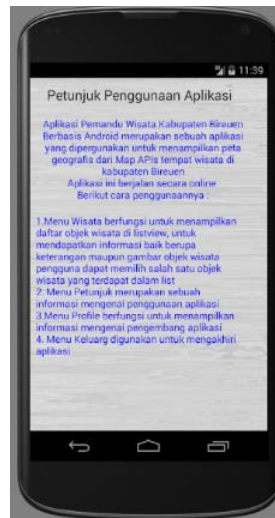 11:39
Petunjuk Penggunaan Aplikasi
Aplikasi Pemandu Wisata Kabupaten Bireuen
Berbasis Android merupakan sebuah aplikasi
yang dipergunakan untuk menampilkan peta
geografis dari Map APIs tempat wisata di
kabupaten Bireuen
Aplikasi ini berjalan secara online
Berikut cara penggunaannya :
1.Menu Wisata berfungsi untuk menampilkan
daftar objek wisata di listview, untuk
mendapatkan informasi baik berupa
keterangan maupun gambar objek wisata
pengguna dapat memilih salah satu objek
wisata yang terdapat dalam list
2. Menu Petunjuk merupakan sebuah
informasi mengenai penggunaan aplikasi
3.Menu Profile berfungsi untuk menampilkan
informasi mengenai pengembang aplikasi
4. Menu Keluarg digunakan untuk mengakhiri
aplikasi